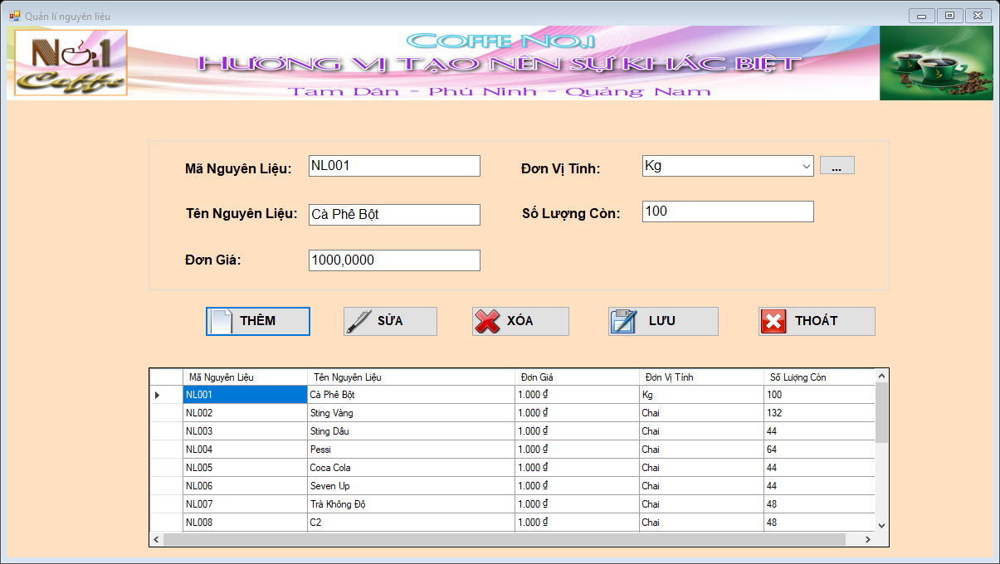 Quản lí nguyên liệu
No.1
Coffe
COFFE NO.1
HƯƠNG VỊ TẠO NÊN SỰ KHÁC BIỆT
Tam Dân - Phú Ninh - Quảng Nam
Mã Nguyên Liệu: NL001 Đơn Vị Tính: Kg ...
Tên Nguyên Liệu: Cà Phê Bột Số Lượng Còn: 100
Đơn Giá: 1000,0000
THÊM SỬA XÓA LƯU THOÁT
Mã Nguyên Liệu Tên Nguyên Liệu Đơn Giá Đơn Vị Tính Số Lượng Còn
NL001 Cà Phê Bột 1.000 ₫ Kg 100
NL002 Sting Vàng 1.000 ₫ Chai 132
NL003 Sting Dâu 1.000 ₫ Chai 44
NL004 Pessi 1.000 ₫ Chai 64
NL005 Coca Cola 1.000 ₫ Chai 44
NL006 Seven Up 1.000 ₫ Chai 44
NL007 Trà Không Độ 1.000 ₫ Chai 48
NL008 C2 1.000 ₫ Chai 48